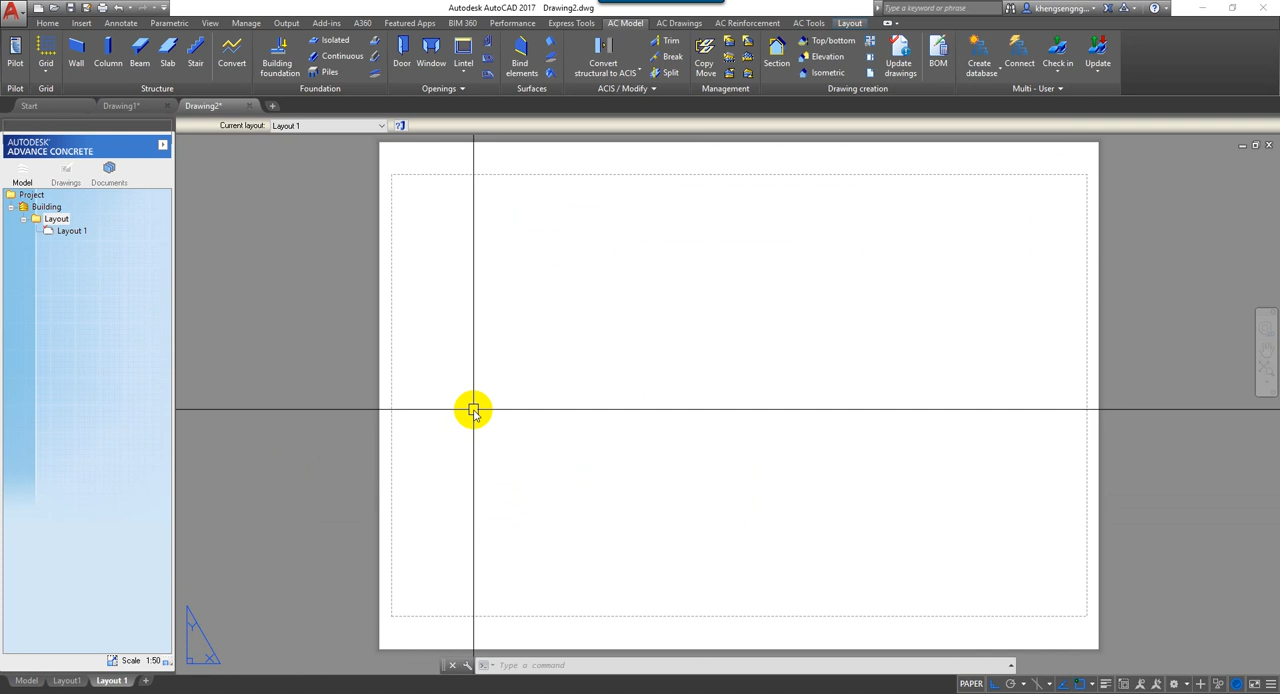 Autodesk AutoCAD 2017 Drawing2.dwg
Type a keyword or phrase
khengsengng...
Home Insert Annotate Parametric View Manage Output Add-ins A360 Featured Apps BIM 360 Performance Express Tools AC Model AC Drawings AC Reinforcement AC Tools Layout
Pilot Grid Wall Column Beam Slab Stair Convert Building foundation Isolated Continuous Piles Door Window Lintel Bind elements Convert structural to ACIS Trim Break Split Copy Move Section Top/bottom Elevation Isometric Update drawings BOM Create database Connect Check in Update
Pilot Grid Structure Foundation Openings Surfaces ACIS / Modify Management Drawing creation Multi - User
Start Drawing1* Drawing2*
Current layout: Layout 1
AUTODESK'
ADVANCE CONCRETE
Model Drawings Documents
Project
Building
Layout
Layout 1
Y
X
Scale 1:50
Type a command
Model Layout1 Layout 1
PAPER